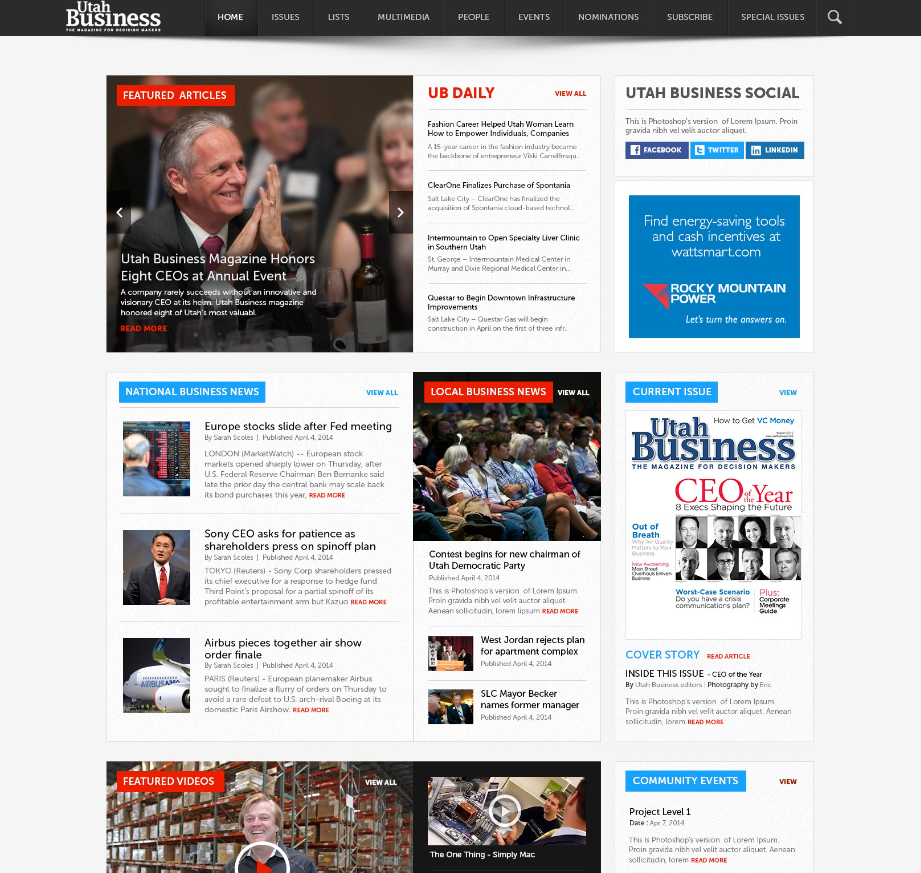 Utah
Business
THE MAGAZINE FOR DECISION MAKERS
HOME ISSUES LISTS MULTIMEDIA PEOPLE EVENTS NOMINATIONS SUBSCRIBE SPECIAL ISSUES
FEATURED ARTICLES
Utah Business Magazine Honors
Eight CEOs at Annual Event
A company rarely succeeds without an innovative and
visionary CEO at its helm. Utah Business magazine
honored eight of Utah's most valuabl.
READ MORE
UB DAILY VIEW ALL
Fashion Career Helped Utah Woman Learn
How to Empower Individuals, Companies
A 15-year career in the fashion industry became
the backbone of entrepreneur Vikki Carrelfraqu..
ClearOne Finalizes Purchase of Spontania
Salt Lake City – ClearOne has finalized the
acquisition of Spontania cloud-based technol..
Intermountain to Open Specialty Liver Clinic
in Southern Utah
St. George – Intermountain Medical Center in
Murray and Dixie Regional Medical Center in...
Questar to Begin Downtown Infrastructure
Improvements
Salt Lake City – Questar Gas will begin
construction in April on the first of three infr..
UTAH BUSINESS SOCIAL
This is Photoshop's version of Lorem Ipsum. Proin
gravida nibh vel velit auctor aliquet.
FACEBOOK TWITTER LINKEDIN
Find energy-saving tools
and cash incentives at
wattsmart.com
ROCKY MOUNTAIN
POWER
Let's turn the answers on.
NATIONAL BUSINESS NEWS VIEW ALL
Europe stocks slide after Fed meeting
By Sarah Scoles | Published April 4, 2014
LONDON (MarketWatch) -- European stock
markets opened sharply lower on Thursday, after
U.S. Federal Reserve Chairman Ben Bernanke said
late the prior day the central bank may scale back
its bond purchases this year, READ MORE
Sony CEO asks for patience as
shareholders press on spinoff plan
By Sarah Scoles | Published April 4, 2014
TOKYO (Reuters) - Sony Corp shareholders pressed
its chief executive for a response to hedge fund
Third Point's proposal for a partial spinoff of its
profitable entertainment arm but Kazuo READ MORE
Airbus pieces together air show
order finale
By Sarah Scoles | Published April 4, 2014
PARIS (Reuters) - European planemaker Airbus
sought to finalize a flurry of orders on Thursday to
avoid a rare defeat to U.S. arch-rival Boeing at its
domestic Paris Airshow. READ MORE
AIRBUS A350
LOCAL BUSINESS NEWS VIEW ALL
Contest begins for new chairman of
Utah Democratic Party
Published April 4, 2014
This is Photoshop's version of Lorem Ipsum.
Proin gravida nibh vel velit auctor aliquet.
Aenean sollicitudin, lorem lipsum READ MORE
West Jordan rejects plan
for apartment complex
Published April 4, 2014
SLC Mayor Becker
names former manager
Published April 4, 2014
CURRENT ISSUE VIEW
How to Get VC Money
Utah
Business
THE MAGAZINE FOR DECISION MAKERS
CEO of the Year
8 Execs Shaping the Future
Out of
Breath
Why Air Quality
Matters to Your
Business
New Awakening
Main Street
Overhauls Enliven
Business
Worst-Case Scenario
Do you have a crisis
communications plan?
Plus:
Corporate
Meetings
Guide
COVER STORY READ ARTICLE
INSIDE THIS ISSUE - CEO of the Year
By Utah Business editors | Photography by Eric
This is Photoshop's version of Lorem Ipsum.
Proin gravida nibh vel velit auctor aliquet. Aenean
sollicitudin, lorem READ MORE
FEATURED VIDEOS VIEW ALL
The One Thing - Simply Mac
COMMUNITY EVENTS VIEW
Project Level 1
Date : Apr 7, 2014
This is Photoshop's version of Lorem Ipsum.
Proin gravida nibh vel velit auctor aliquet. Aenean
sollicitudin, lorem READ MORE